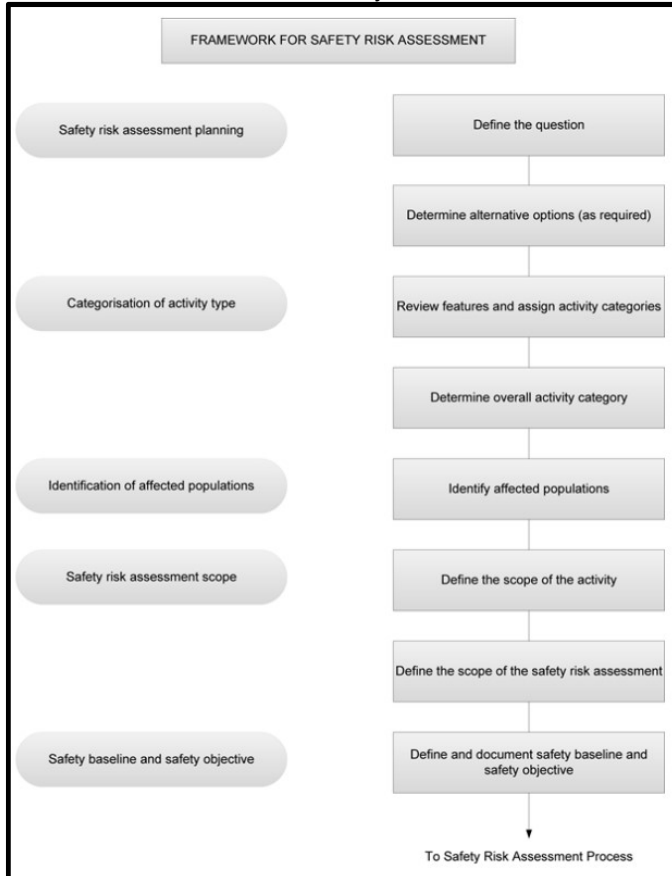 FRAMEWORK FOR SAFETY RISK ASSESSMENT
Safety risk assessment planning
Define the question
Determine alternative options (as required)
Categorisation of activity type
Review features and assign activity categories
Determine overall activity category
Identification of affected populations
Identify affected populations
Safety risk assessment scope
Define the scope of the activity
Define the scope of the safety risk assessment
Safety baseline and safety objective
Define and document safety baseline and
safety objective
To Safety Risk Assessment Process